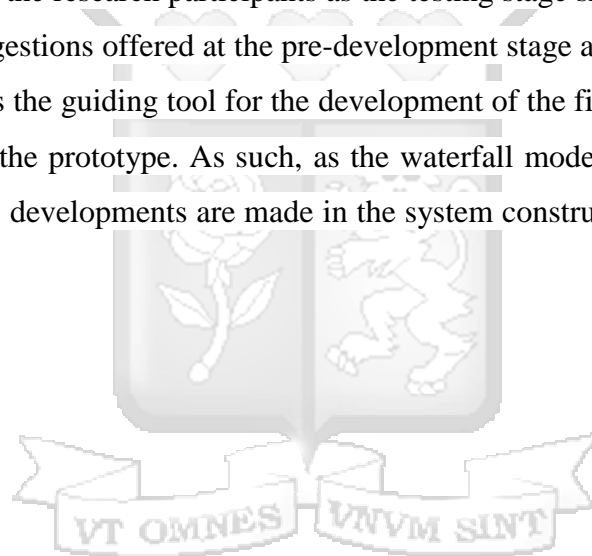 the research participants as the testing stage s
gestions offered at the pre-development stage a
s the guiding tool for the development of the fi
the prototype. As such, as the waterfall mode
developments are made in the system constru
VT OMNES VNVM SINT